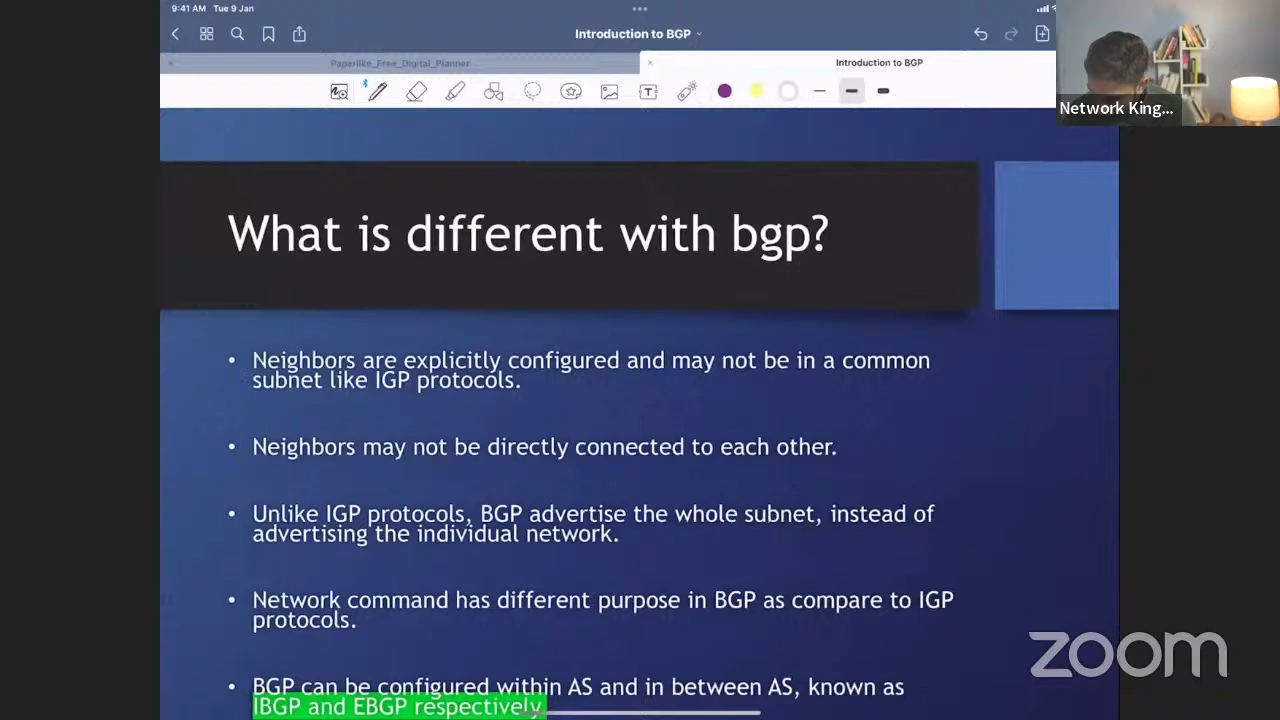 9:41 AM Tue 9 Jan
Introduction to BGP
Paperlike_Free_Digital_Planner
Introduction to BGP
T
Network King...
What is different with bgp?
• Neighbors are explicitly configured and may not be in a common
subnet like IGP protocols.
• Neighbors may not be directly connected to each other.
• Unlike IGP protocols, BGP advertise the whole subnet, instead of
advertising the individual network.
• Network command has different purpose in BGP as compare to IGP
protocols.
• BGP can be configured within AS and in between AS, known as
IBGP and EBGP respectively
zoom